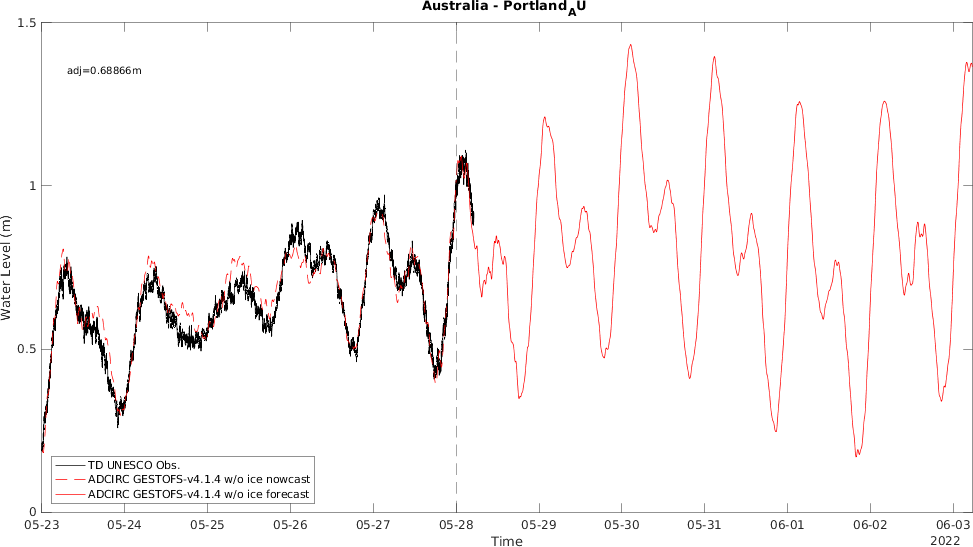 Australia - Portland_AU
1.5
adj=0.68866m
1
Water Level (m)
0.5
TD UNESCO Obs.
ADCIRC GESTOFS-v4.1.4 w/o ice nowcast
ADCIRC GESTOFS-v4.1.4 w/o ice forecast
0
05-23 05-24 05-25 05-26 05-27 05-28 05-29 05-30 05-31 06-01 06-02 06-03
Time 2022